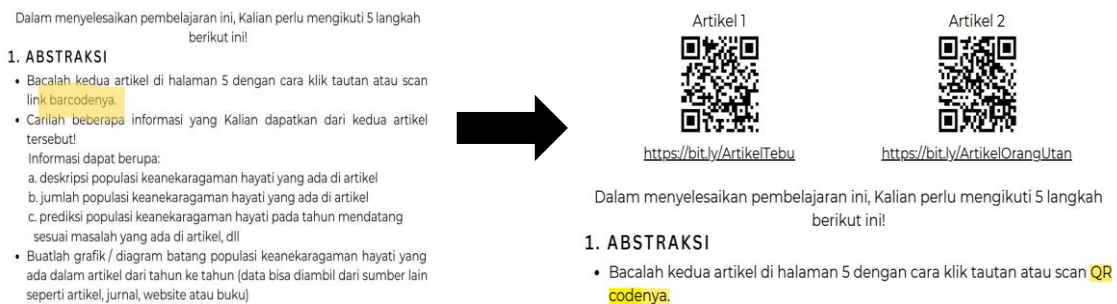 Dalam menyelesaikan pembelajaran ini, Kalian perlu mengikuti 5 langkah
berikut ini!
1. ABSTRAKSI
• Bacalah kedua artikel di halaman 5 dengan cara klik tautan atau scan
link barcodenya.
• Carilah beberapa informasi yang Kalian dapatkan dari kedua artikel
tersebut!
Informasi dapat berupa:
a. deskripsi populasi keanekaragaman hayati yang ada di artikel
b. jumlah populasi keanekaragaman hayati yang ada di artikel
c. prediksi populasi keanekaragaman hayati pada tahun mendatang
sesuai masalah yang ada di artikel, dll
• Buatlah grafik / diagram batang populasi keanekaragaman hayati yang
ada dalam artikel dari tahun ke tahun (data bisa diambil dari sumber lain
seperti artikel, jurnal, website atau buku)
Artikel 1
Artikel 2
https://bit.ly/ArtikelTebu
https://bit.ly/ArtikelOrangUtan
Dalam menyelesaikan pembelajaran ini, Kalian perlu mengikuti 5 langkah
berikut ini!
1. ABSTRAKSI
• Bacalah kedua artikel di halaman 5 dengan cara klik tautan atau scan QR
codenya.